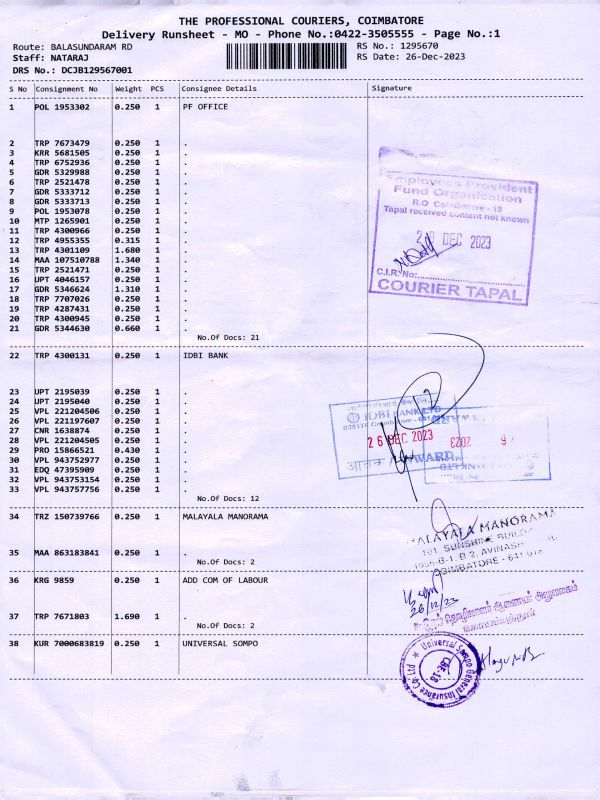 THE PROFESSIONAL COURIERS, COIMBATORE
Delivery Runsheet - MO - Phone No.:0422-3505555 - Page No.:1
Route: BALASUNDARAM RD RS No.: 1295670
Staff: NATARAJ RS Date: 26-Dec-2023
DRS No.: DCJB129567001
S No Consignment No Weight PCS Consignee Details Signature
1 POL 1953302 0.250 1 PF OFFICE
2 TRP 7673479 0.250 1 .
3 KRR 5681505 0.250 1 .
4 TRP 6752936 0.250 1 .
5 GDR 5329988 0.250 1 .
6 TRP 2521478 0.250 1 .
7 GDR 5333712 0.250 1 .
8 GDR 5333713 0.250 1 .
9 POL 1953078 0.250 1 .
10 MTP 1265901 0.250 1 .
11 TRP 4300966 0.250 1 .
12 TRP 4955355 0.315 1 .
13 TRP 4301109 1.680 1 .
14 MAA 107510788 1.340 1 .
15 TRP 2521471 0.250 1 .
16 UPT 4046157 0.250 1 .
17 GDR 5346624 1.310 1 .
18 TRP 7707026 0.250 1 .
19 TRP 4287431 0.250 1 .
20 TRP 4300945 0.250 1 .
21 GDR 5344630 0.660 1 .
No.Of Docs: 21
Employees Provident
Fund Organisation
R.O. Coimbatore - 18
Tapal received content not known
DEC 2023
C.I.R. No:
COURIER TAPAL
22 TRP 4300131 0.250 1 IDBI BANK
23 UPT 2195039 0.250 1 .
24 UPT 2195040 0.250 1 .
25 VPL 221204506 0.250 1 .
26 VPL 221197607 0.250 1 .
27 CNR 1638874 0.250 1 .
28 VPL 221204505 0.250 1 .
29 PRO 15866521 0.430 1 .
30 VPL 943752977 0.250 1 .
31 EDQ 47395909 0.250 1 .
32 VPL 943753154 0.250 1 .
33 VPL 943757756 0.250 1 .
No.Of Docs: 12
IDBI BANK LTD
26 DEC 2023
आवक / INWARD
34 TRZ 150739766 0.250 1 MALAYALA MANORAMA
35 MAA 863183841 0.250 1 .
No.Of Docs: 2
MALAYALA MANORAMA
101, SUNSHINE
AVINASHI
COIMBATORE - 641
36 KRG 9859 0.250 1 ADD COM OF LABOUR
37 TRP 7671803 1.690 1 .
No.Of Docs: 2
26/12/23
தொழிலாளர் ஆணையர் அலுவலகம்
கோயம்புத்தூர்
38 KUR 7000683819 0.250 1 UNIVERSAL SOMPO
Universal Sompo General Insurance Co. Pvt Ltd
CBE-18